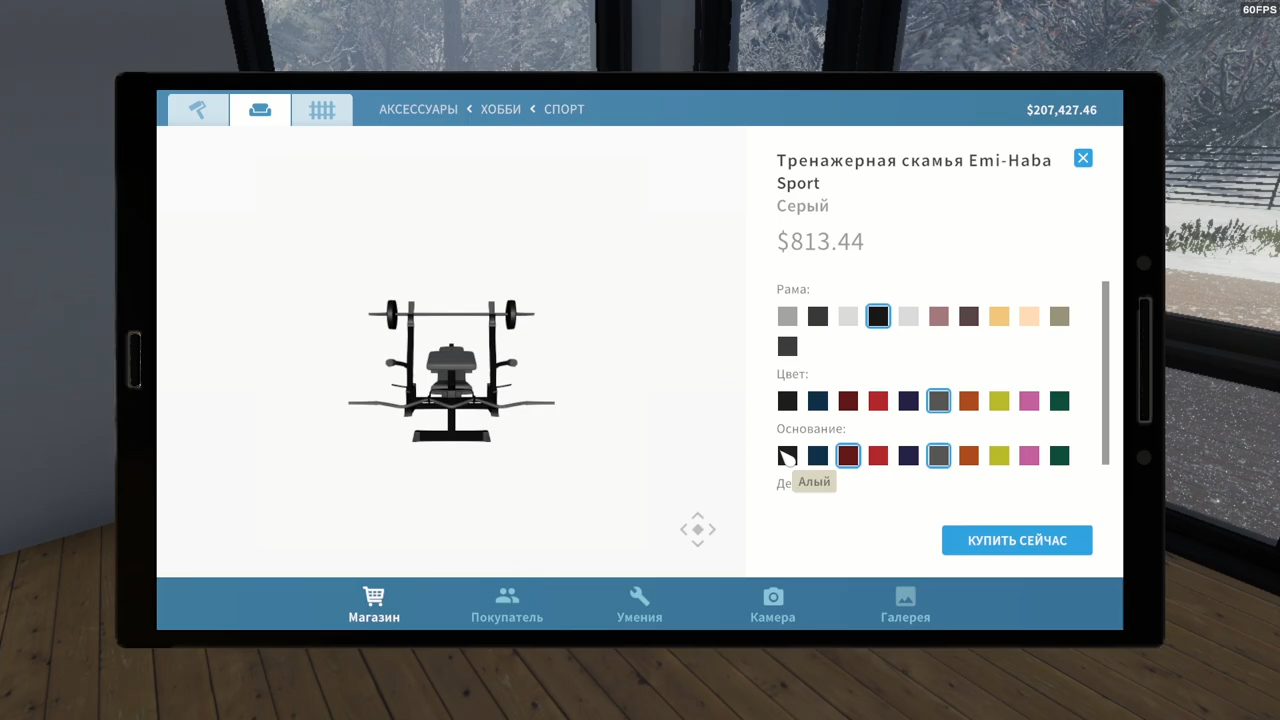 60FPS
АКСЕССУАРЫ < ХОББИ < СПОРТ
$207,427.46
Тренажерная скамья Emi-Haba
Sport
Серый
$813.44
Рама:
Цвет:
Основание:
Де
Алый
КУПИТЬ СЕЙЧАС
Магазин
Покупатель
Умения
Камера
Галерея